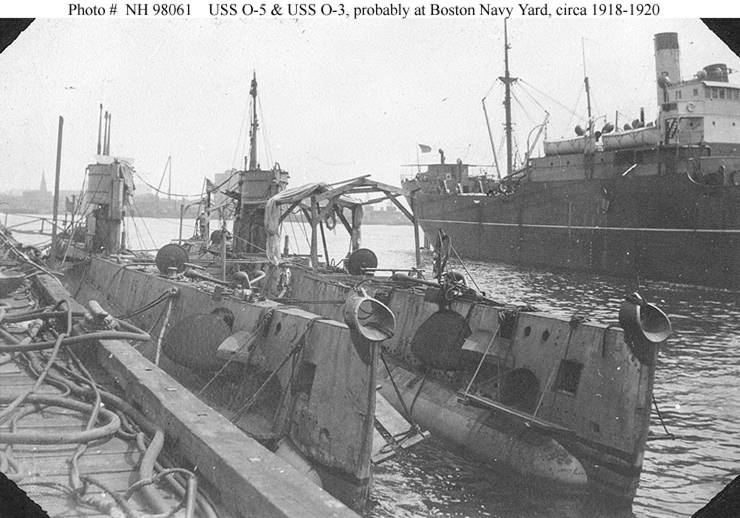 Photo # NH 98061 USS O-5 & USS O-3, probably at Boston Navy Yard, circa 1918-1920